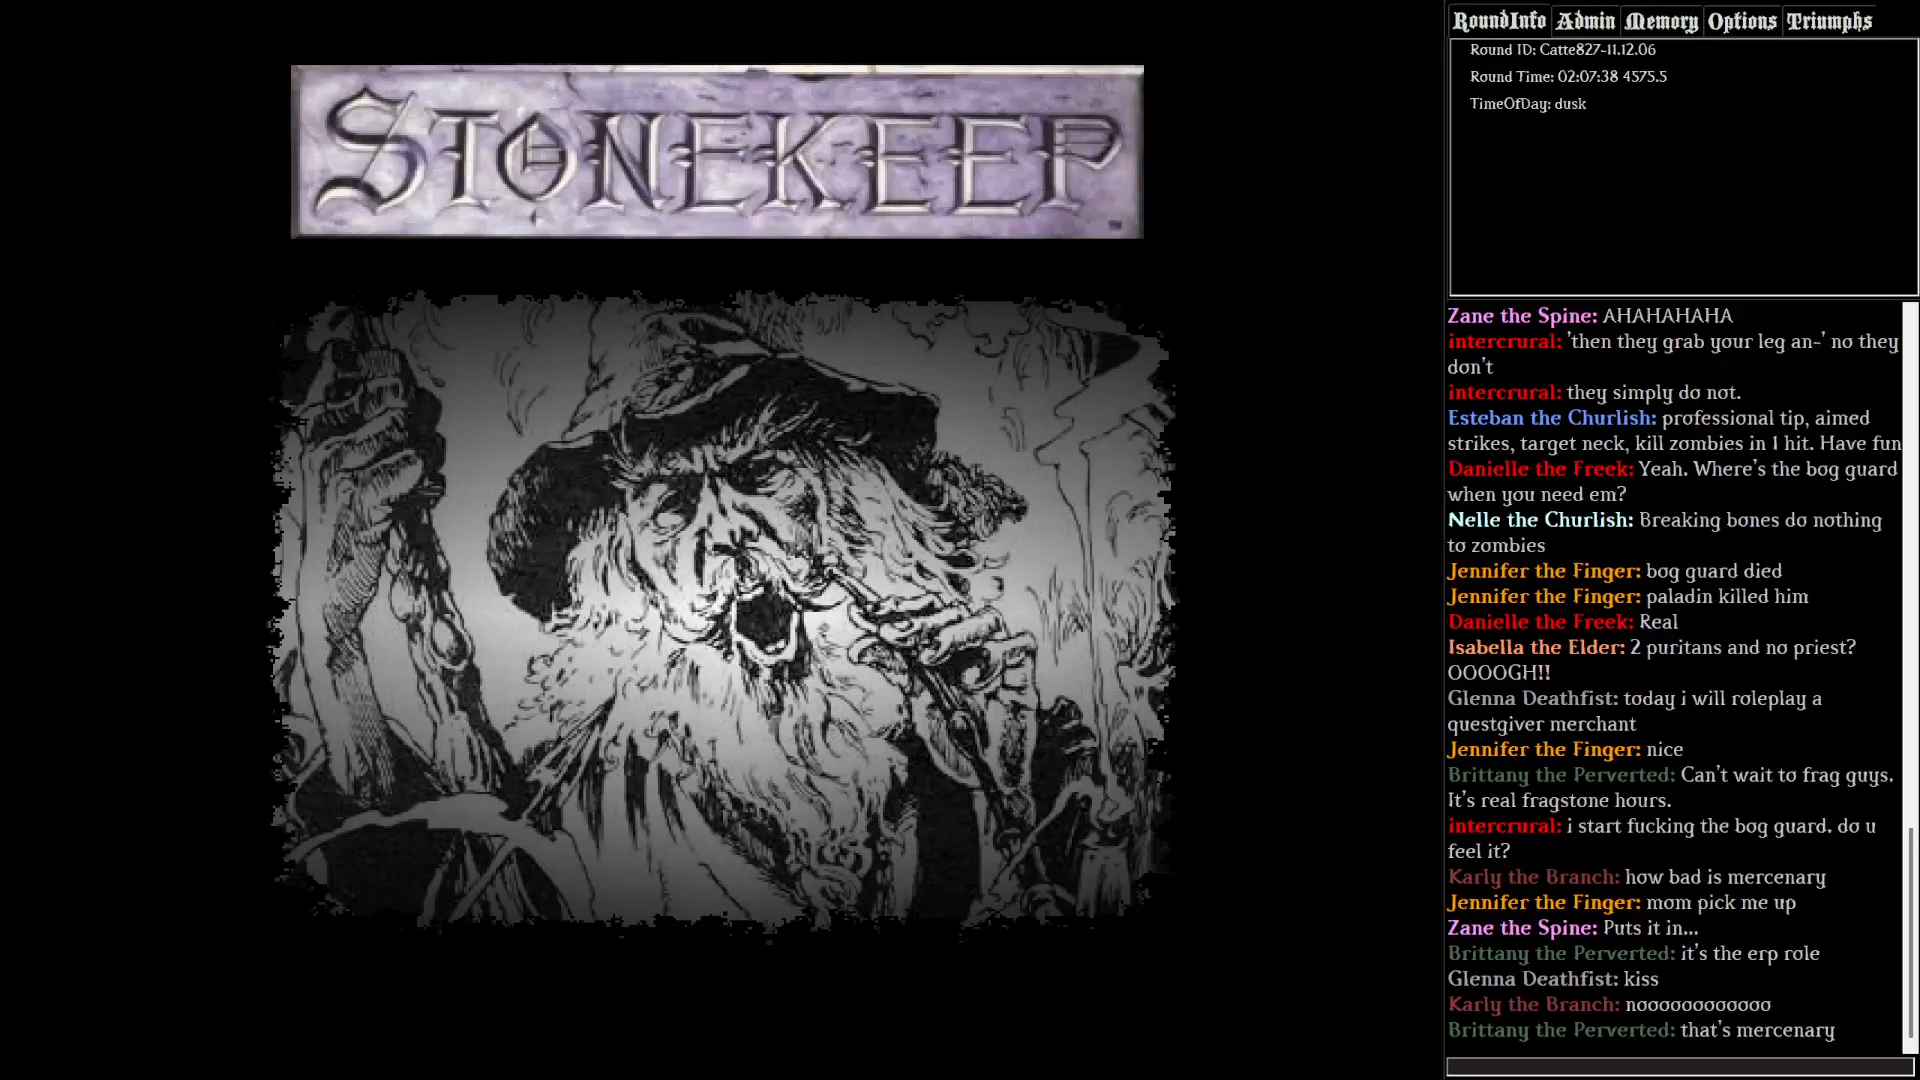 STONEKEEP
RoundInfo Admin Memory Options Triumphs
Round ID: Catte827-11.12.06
Round Time: 02:07:38 4575.5
TimeOfDay: dusk
Zane the Spine: AHAHAHAHA
intercrural: 'then they grab your leg an-' no they
don't
intercrural: they simply do not.
Esteban the Churlish: professional tip, aimed
strikes, target neck, kill zombies in 1 hit. Have fun
Danielle the Freek: Yeah. Where's the bog guard
when you need em?
Nelle the Churlish: Breaking bones do nothing
to zombies
Jennifer the Finger: bog guard died
Jennifer the Finger: paladin killed him
Danielle the Freek: Real
Isabella the Elder: 2 puritans and no priest?
OOOOGH!!
Glenna Deathfist: today i will roleplay a
questgiver merchant
Jennifer the Finger: nice
Brittany the Perverted: Can't wait to frag guys.
It's real fragstone hours.
intercrural: i start fucking the bog guard. do u
feel it?
Karly the Branch: how bad is mercenary
Jennifer the Finger: mom pick me up
Zane the Spine: Puts it in...
Brittany the Perverted: it's the erp role
Glenna Deathfist: kiss
Karly the Branch: noooooooooooo
Brittany the Perverted: that's mercenary